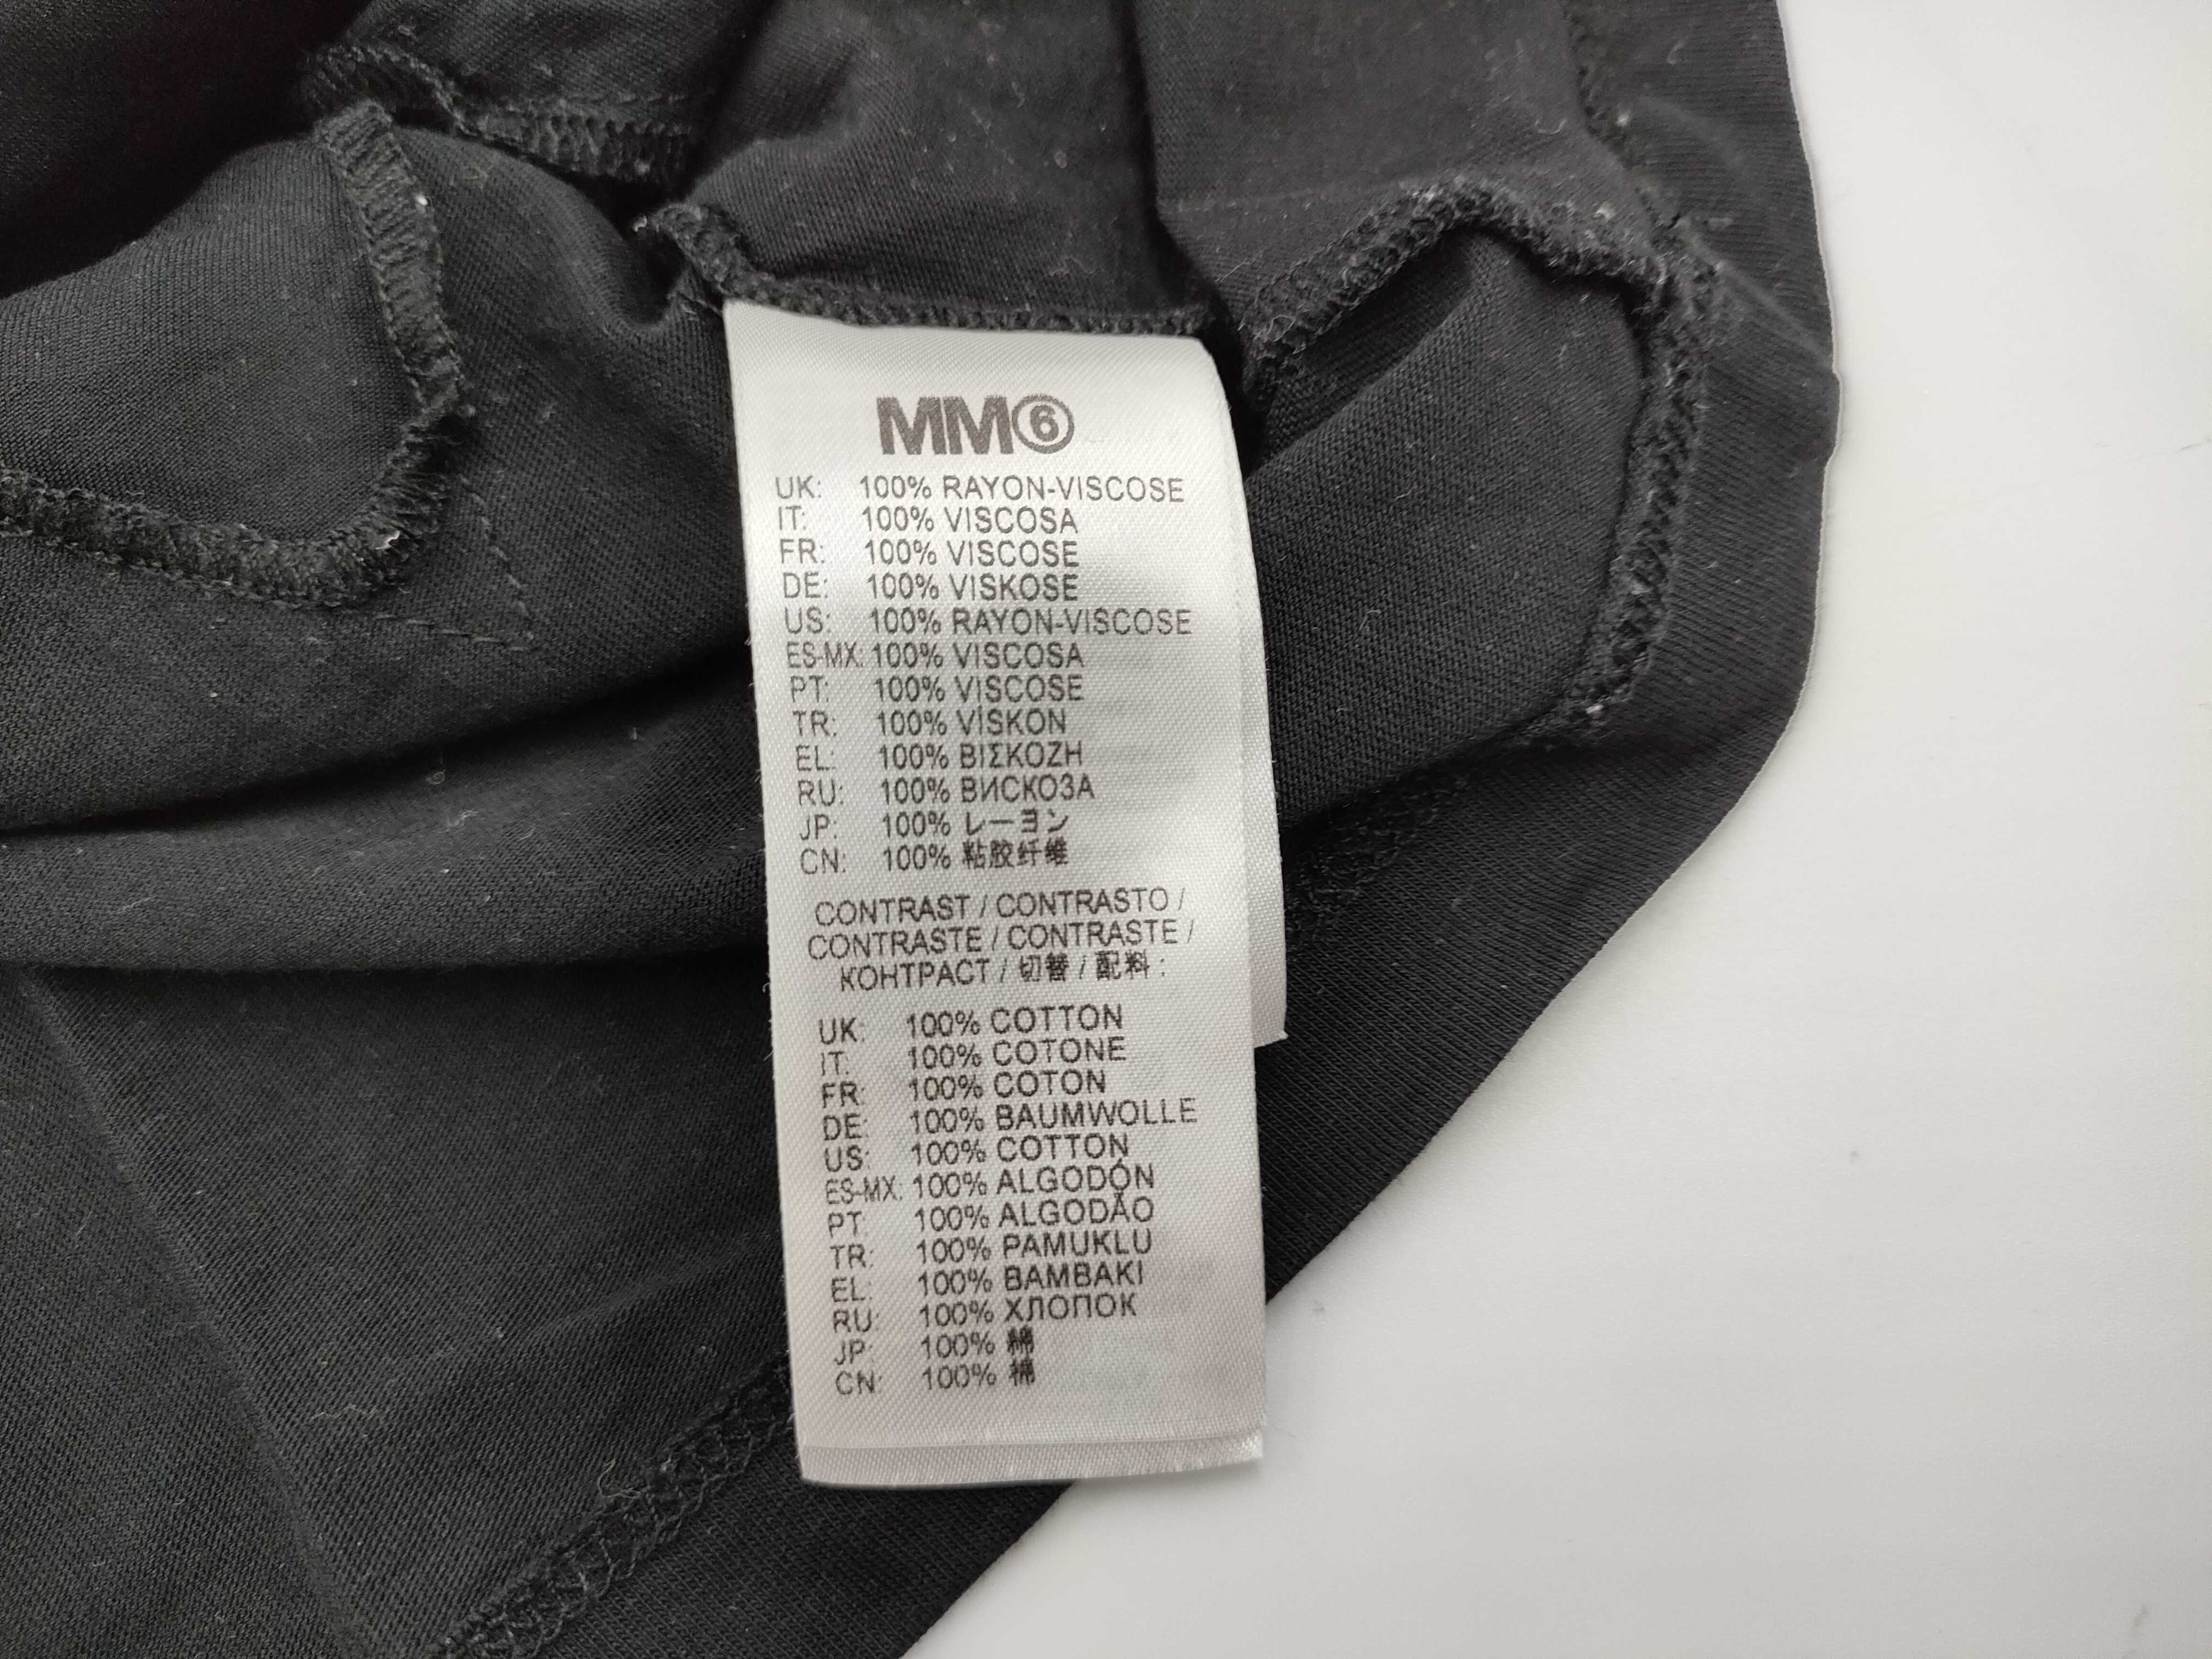 MM6
UK: 100% RAYON-VISCOSE
IT: 100% VISCOSA
FR: 100% VISCOSE
DE: 100% VISKOSE
US: 100% RAYON-VISCOSE
ES-MX: 100% VISCOSA
PT: 100% VISCOSE
TR: 100% VİSKON
EL: 100% ΒΙΣΚΟΖΗ
RU: 100% ВИСКОЗА
JP: 100% レーヨン
CN: 100% 粘胶纤维
CONTRAST / CONTRASTO /
CONTRASTE / CONTRASTE /
КОНТРАСТ / 切替 / 配料 :
UK: 100% COTTON
IT: 100% COTONE
FR: 100% COTON
DE: 100% BAUMWOLLE
US: 100% COTTON
ES-MX: 100% ALGODÓN
PT 100% ALGODÃO
TR: 100% PAMUKLU
EL: 100% ΒΑΜΒΑΚΙ
RU: 100% ХЛОПОК
JP: 100% 綿
CN: 100% 棉